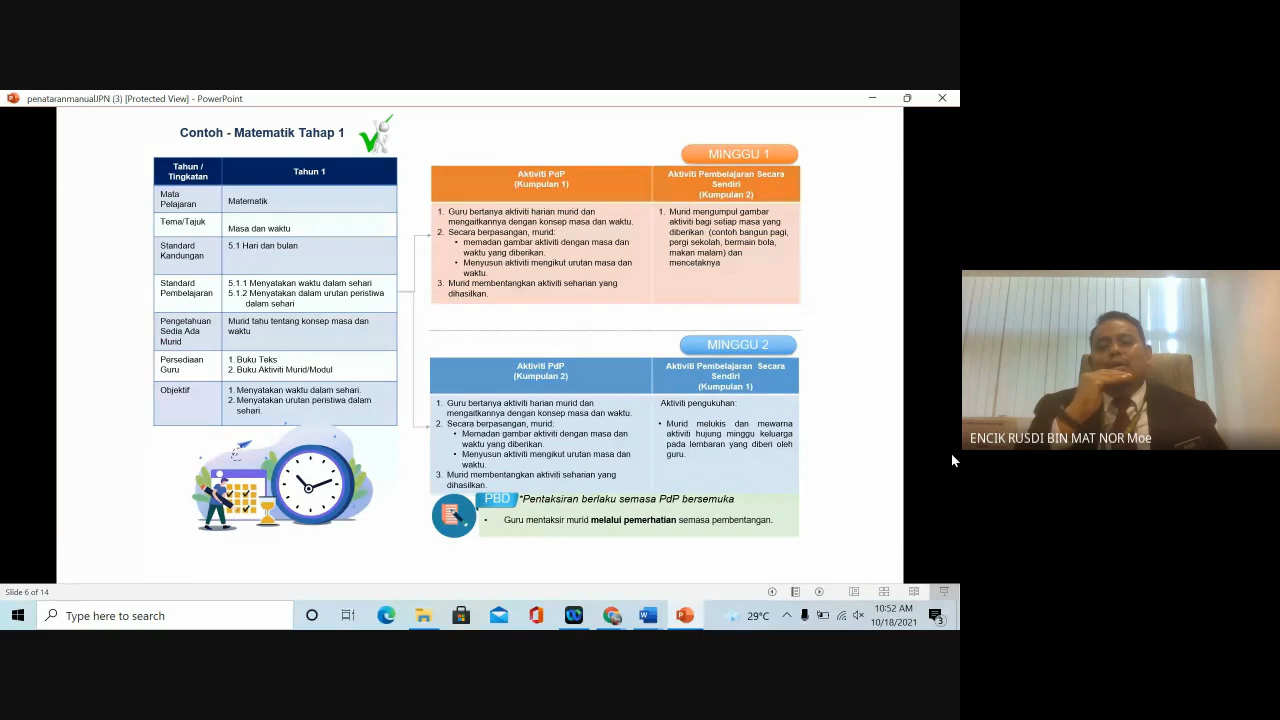 penataranmanualJPN (3) [Protected View] - PowerPoint
Contoh - Matematik Tahap 1
Tahun /
Tingkatan
Tahun 1
Mata
Pelajaran
Matematik
Tema/Tajuk
Masa dan waktu
Standard
Kandungan
5.1 Hari dan bulan
Standard
Pembelajaran
5.1.1 Menyatakan waktu dalam sehari
5.1.2 Menyatakan dalam urutan peristiwa
dalam sehari
Pengetahuan
Sedia Ada
Murid
Murid tahu tentang konsep masa dan
waktu
Persediaan
Guru
1. Buku Teks
2. Buku Aktiviti Murid/Modul
Objektif
1. Menyatakan waktu dalam sehari.
2. Menyatakan urutan peristiwa dalam
sehari.
MINGGU 1
Aktiviti PdP
(Kumpulan 1)
Aktiviti Pembelajaran Secara
Sendiri
(Kumpulan 2)
1. Guru bertanya aktiviti harian murid dan
mengaitkannya dengan konsep masa dan waktu.
2. Secara berpasangan, murid:
• memadan gambar aktiviti dengan masa dan
waktu yang diberikan.
• Menyusun aktiviti mengikut urutan masa dan
waktu.
3. Murid membentangkan aktiviti seharian yang
dihasilkan.
1. Murid mengumpul gambar
aktiviti bagi setiap masa yang
diberikan (contoh bangun pagi,
pergi sekolah, bermain bola,
makan malam) dan
mencetaknya
MINGGU 2
Aktiviti PdP
(Kumpulan 2)
Aktiviti Pembelajaran Secara
Sendiri
(Kumpulan 1)
1. Guru bertanya aktiviti harian murid dan
mengaitkannya dengan konsep masa dan waktu.
2. Secara berpasangan, murid:
• Memadan gambar aktiviti dengan masa dan
waktu yang diberikan.
• Menyusun aktiviti mengikut urutan masa dan
waktu.
3. Murid membentangkan aktiviti seharian yang
dihasilkan.
Aktiviti pengukuhan:
• Murid melukis dan mewarna
aktiviti hujung minggu keluarga
pada lembaran yang diberi oleh
guru.
PBD
*Pentaksiran berlaku semasa PdP bersemuka
• Guru mentaksir murid melalui pemerhatian semasa pembentangan.
ENCIK RUSDI BIN MAT NOR Moe
Slide 6 of 14
Type here to search
29°C
10:52 AM
10/18/2021
3